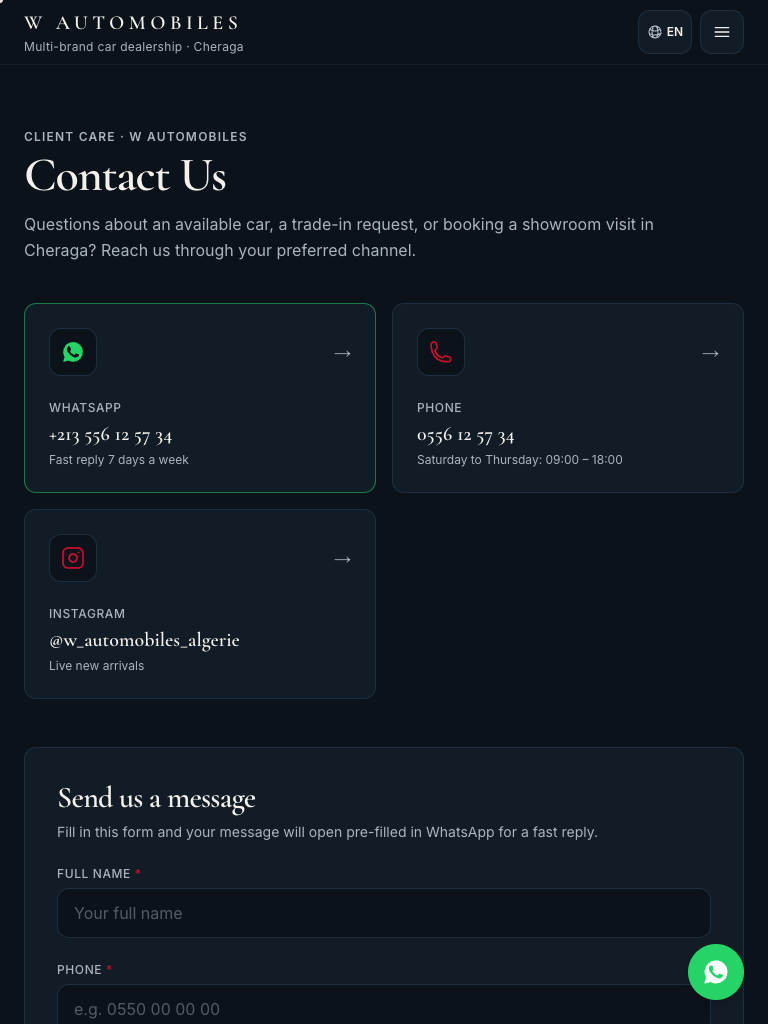 W AUTOMOBILES
Multi-brand car dealership · Cheraga
EN
CLIENT CARE · W AUTOMOBILES
Contact Us
Questions about an available car, a trade-in request, or booking a showroom visit in
Cheraga? Reach us through your preferred channel.
→
WHATSAPP
+213 556 12 57 34
Fast reply 7 days a week
→
PHONE
0556 12 57 34
Saturday to Thursday: 09:00 – 18:00
→
INSTAGRAM
@w_automobiles_algerie
Live new arrivals
Send us a message
Fill in this form and your message will open pre-filled in WhatsApp for a fast reply.
FULL NAME *
Your full name
PHONE *
e.g. 0550 00 00 00